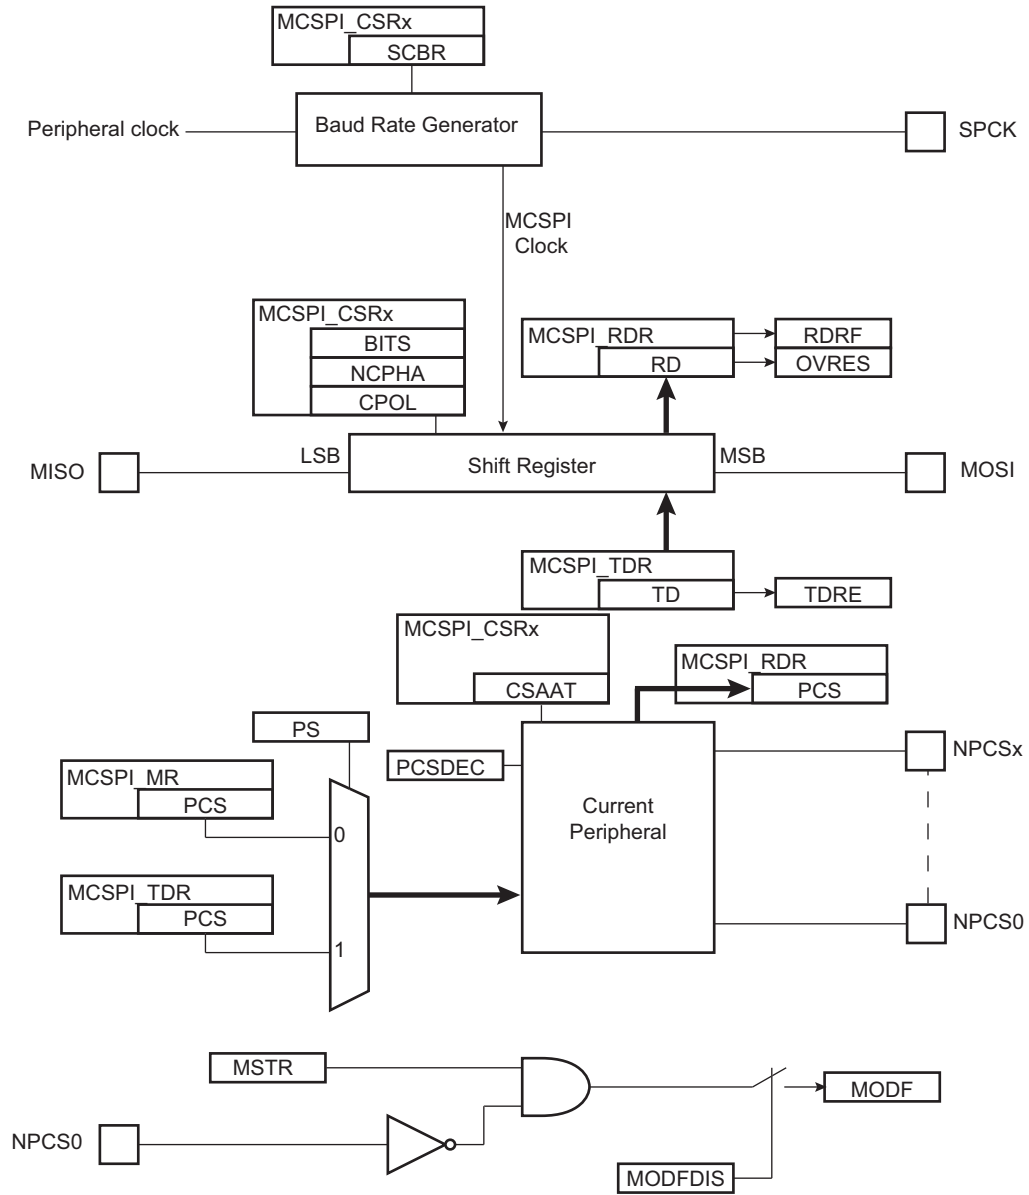 MCSPI_CSRx
SCBR
Peripheral clock
Baud Rate Generator
SPCK
MCSPI
Clock
MCSPI_CSRx
BITS
NCPHA
CPOL
MCSPI_RDR
RD
RDRF
OVRES
MISO
LSB
Shift Register
MSB
MOSI
MCSPI_TDR
TD
TDRE
MCSPI_CSRx
CSAAT
MCSPI_RDR
PCS
PS
PCSDEC
NPCSx
MCSPI_MR
PCS
0
Current
Peripheral
MCSPI_TDR
PCS
1
NPCS0
MSTR
MODF
NPCS0
MODFDIS